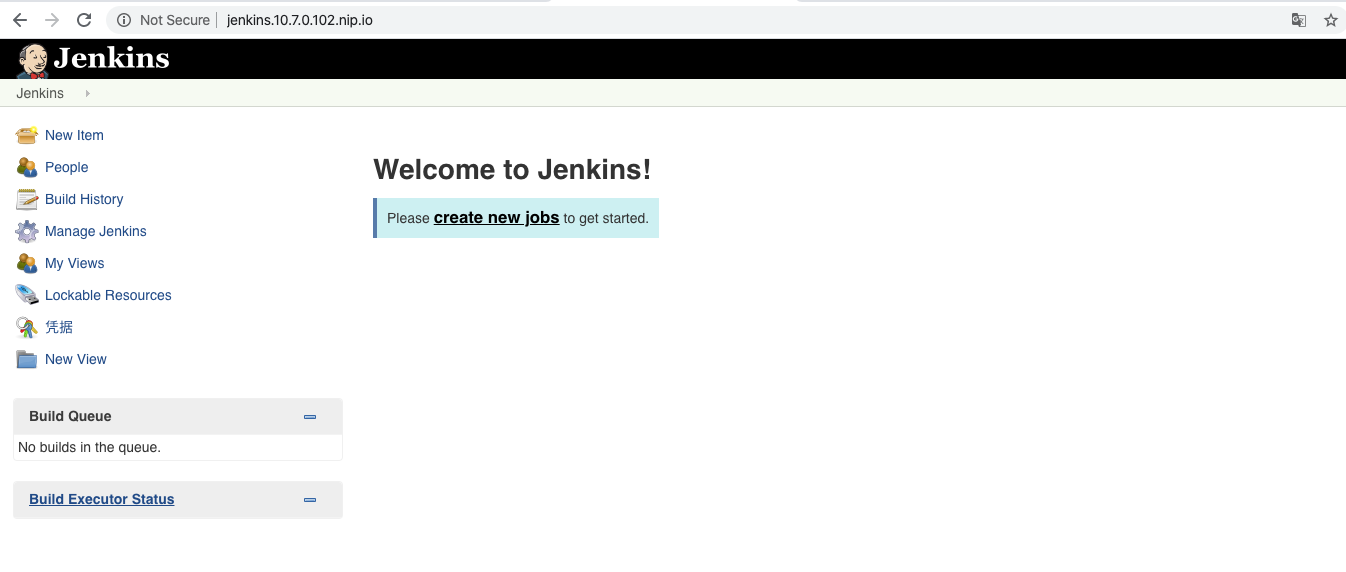 Not Secure jenkins.10.7.0.102.nip.io
Jenkins
Jenkins
New Item
People
Build History
Manage Jenkins
My Views
Lockable Resources
凭据
New View
Welcome to Jenkins!
Please create new jobs to get started.
Build Queue
No builds in the queue.
Build Executor Status